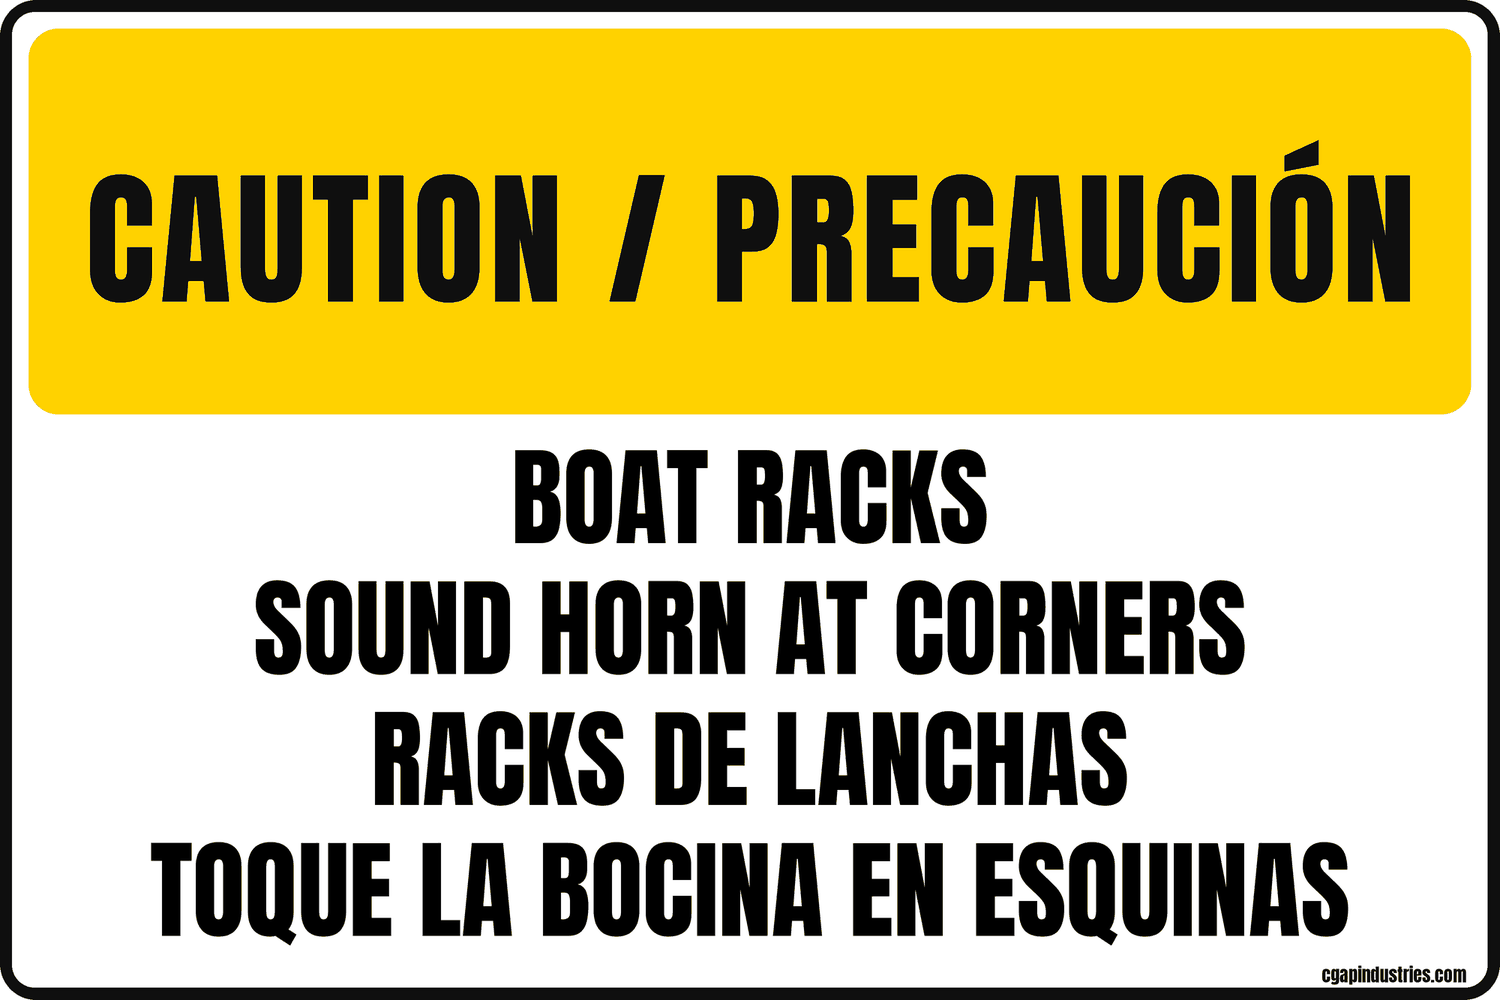 CAUTION / PRECAUCIÓN
BOAT RACKS
SOUND HORN AT CORNERS
RACKS DE LANCHAS
TOQUE LA BOCINA EN ESQUINAS
cgapindustries.com